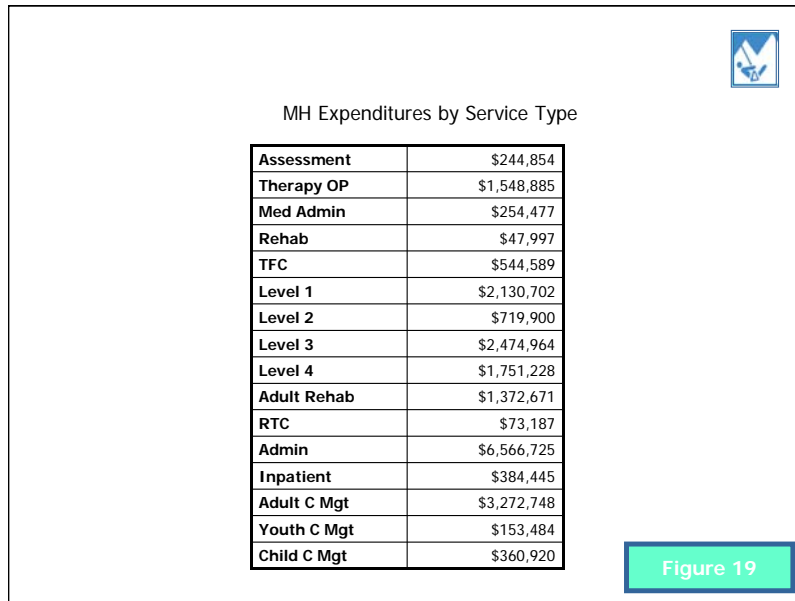 MH Expenditures by Service Type
Assessment $244,854
Therapy OP $1,548,885
Med Admin $254,477
Rehab $47,997
TFC $544,589
Level 1 $2,130,702
Level 2 $719,900
Level 3 $2,474,964
Level 4 $1,751,228
Adult Rehab $1,372,671
RTC $73,187
Admin $6,566,725
Inpatient $384,445
Adult C Mgt $3,272,748
Youth C Mgt $153,484
Child C Mgt $360,920
Figure 19